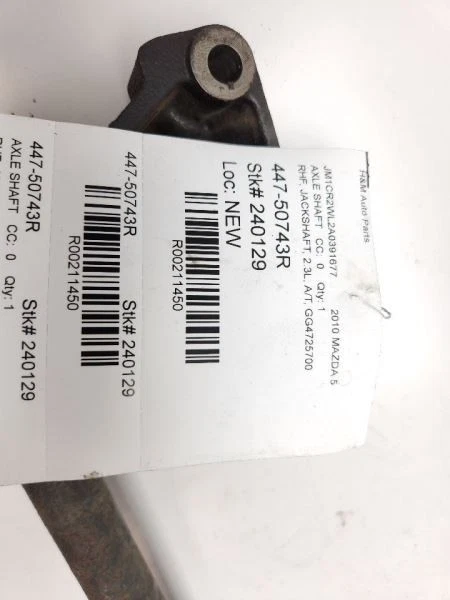 H&M Auto Parts
JM1CR2WL2A0391677 2010 MAZDA 5
AXLE SHAFT CC: 0 Qty: 1
RHF, JACKSHAFT, 2.3L, A/T, GG4725700
447-50743R
Stk# 240129
Loc: NEW
R00211450
447-50743R Stk# 240129
R00211450
447-50743R Stk# 240129
AXLE SHAFT CC: 0 Qty: 1